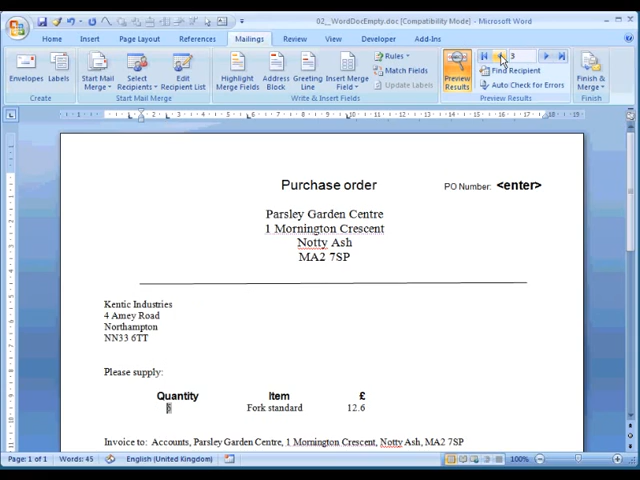 02__WordDocEmpty.doc [Compatibility Mode] - Microsoft Word
Home Insert Page Layout References Mailings Review View Developer Add-Ins
Envelopes Labels
Create
Start Mail Merge Select Recipients Edit Recipient List
Start Mail Merge
Highlight Merge Fields Address Block Greeting Line Insert Merge Field
Rules
Match Fields
Update Labels
Write & Insert Fields
Preview Results
3
Find Recipient
Auto Check for Errors
Preview Results
Finish & Merge
Finish
Purchase order PO Number: <enter>
Parsley Garden Centre
1 Mornington Crescent
Notty Ash
MA2 7SP
Kentic Industries
4 Amey Road
Northampton
NN33 6TT
Please supply:
Quantity Item £
Fork standard 12.6
Invoice to: Accounts, Parsley Garden Centre, 1 Mornington Crescent, Notty Ash, MA2 7SP
Page: 1 of 1 Words: 45 English (United Kingdom) 100%